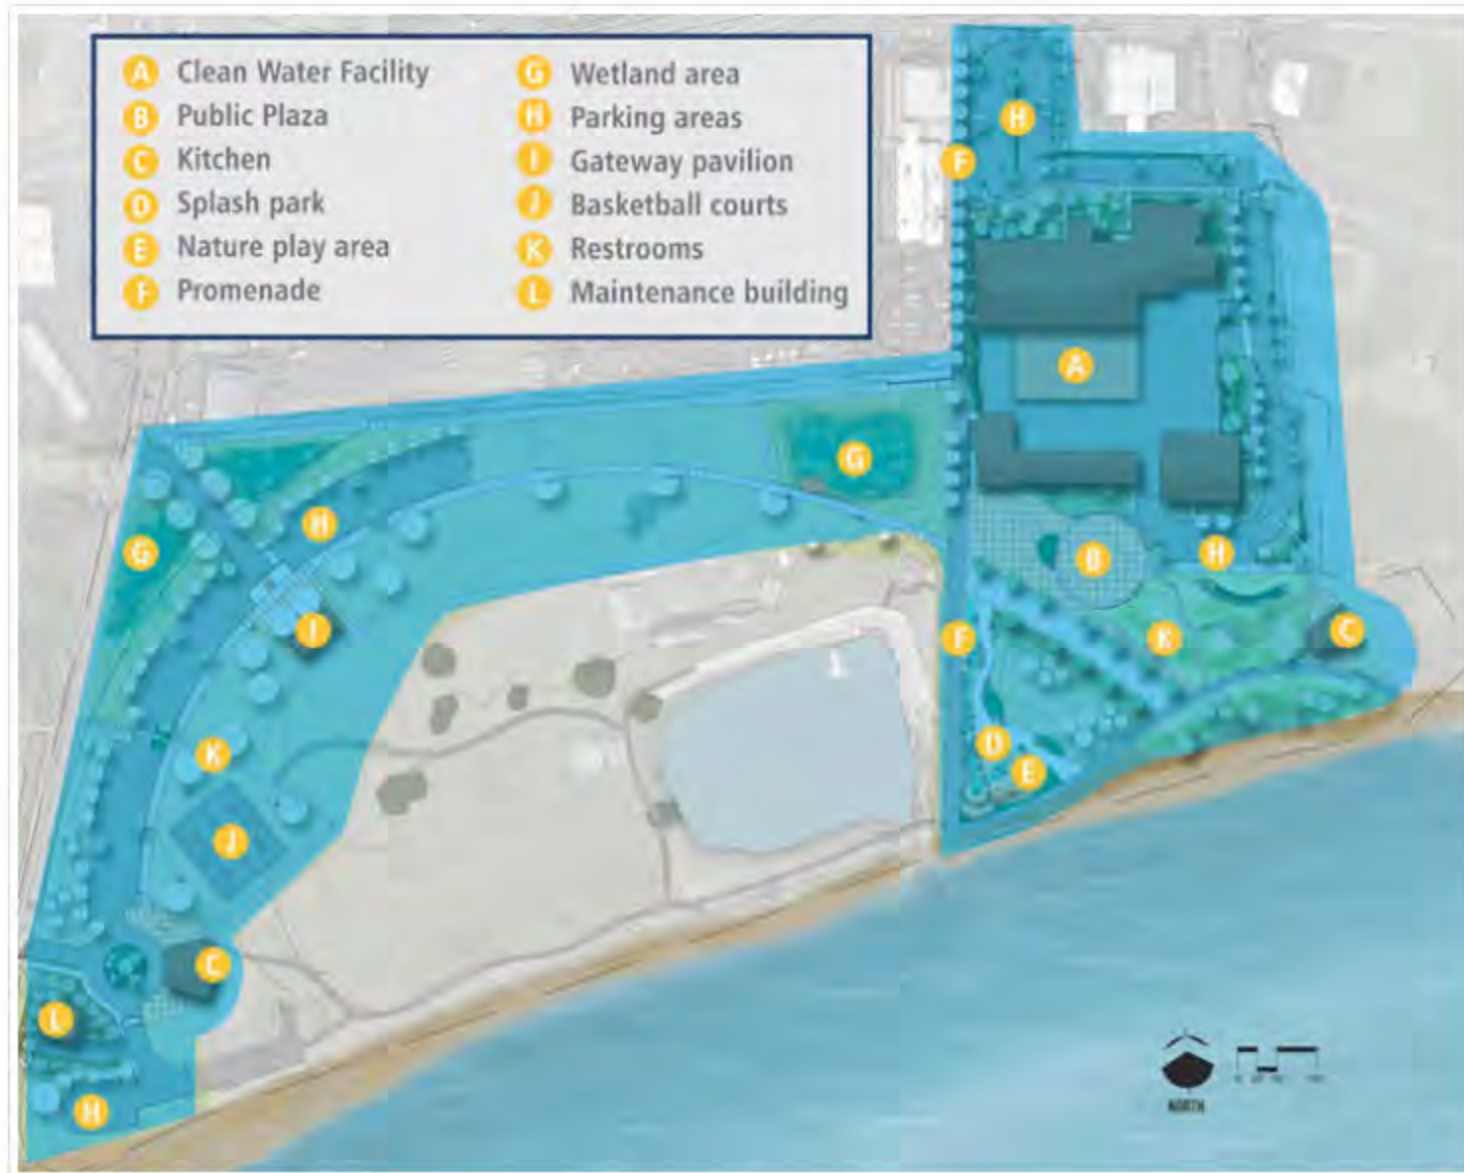 A Clean Water Facility
B Public Plaza
C Kitchen
D Splash park
E Nature play area
F Promenade
G Wetland area
H Parking areas
I Gateway pavilion
J Basketball courts
K Restrooms
L Maintenance building
H
F
A
G
H
G
B
H
I
F
K
C
K
D
E
J
C
L
H
NORTH